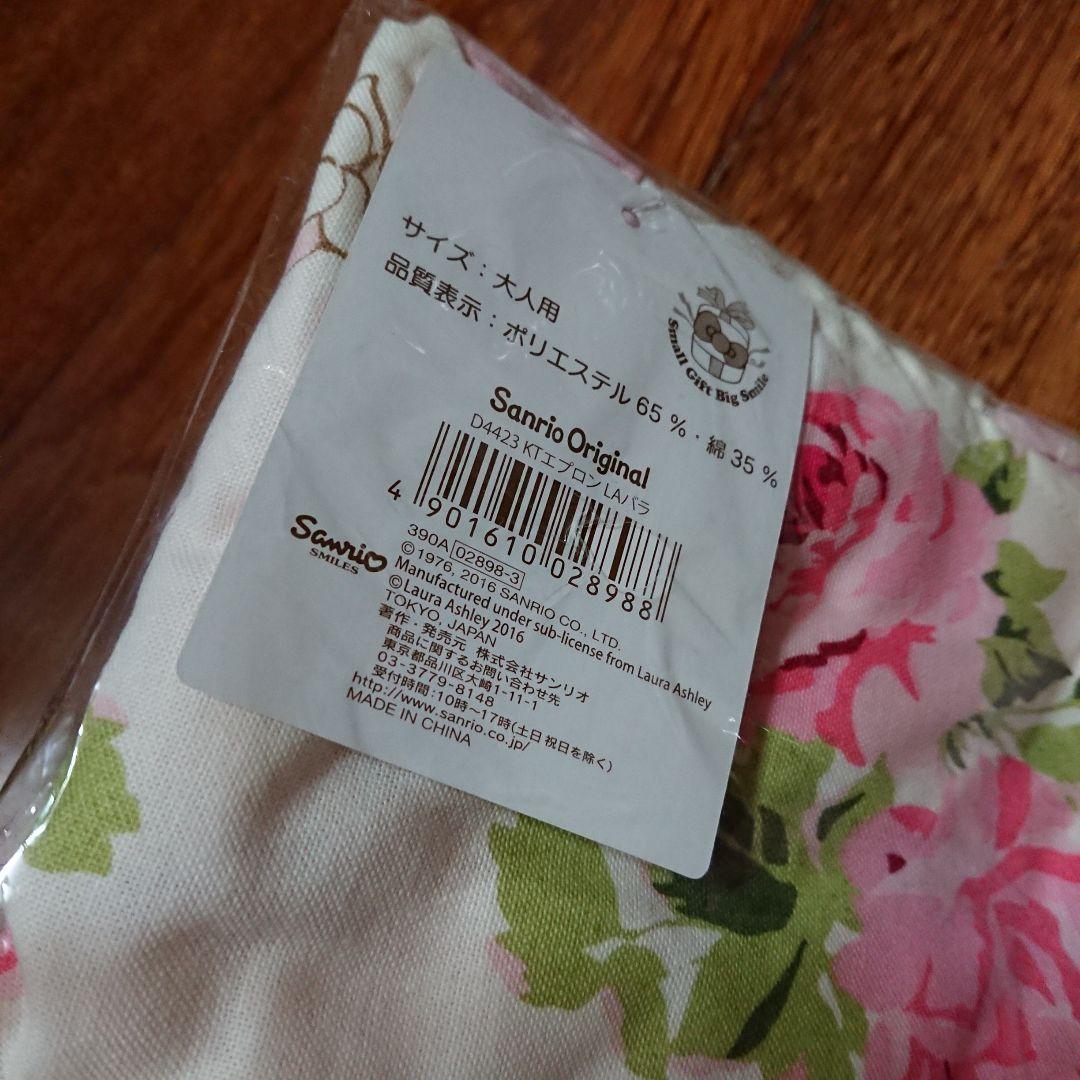 サイズ：大人用
品質表示：ポリエステル 65 %・綿 35 %
Small Gift Big Smile
Sanrio Original
D4423 KTエプロン LAバラ
4 901610 028988
390A 02898-3
Sanrio
SMILES
©1976, 2016 SANRIO CO., LTD.
©Laura Ashley 2016
Manufactured under sub-license from Laura Ashley
TOKYO, JAPAN
著作・発売元 株式会社サンリオ
商品に関するお問い合わせ先
東京都品川区大崎1-11-1
03-3779-8148
受付時間:10時〜17時(土日祝日を除く)
http://www.sanrio.co.jp/
MADE IN CHINA